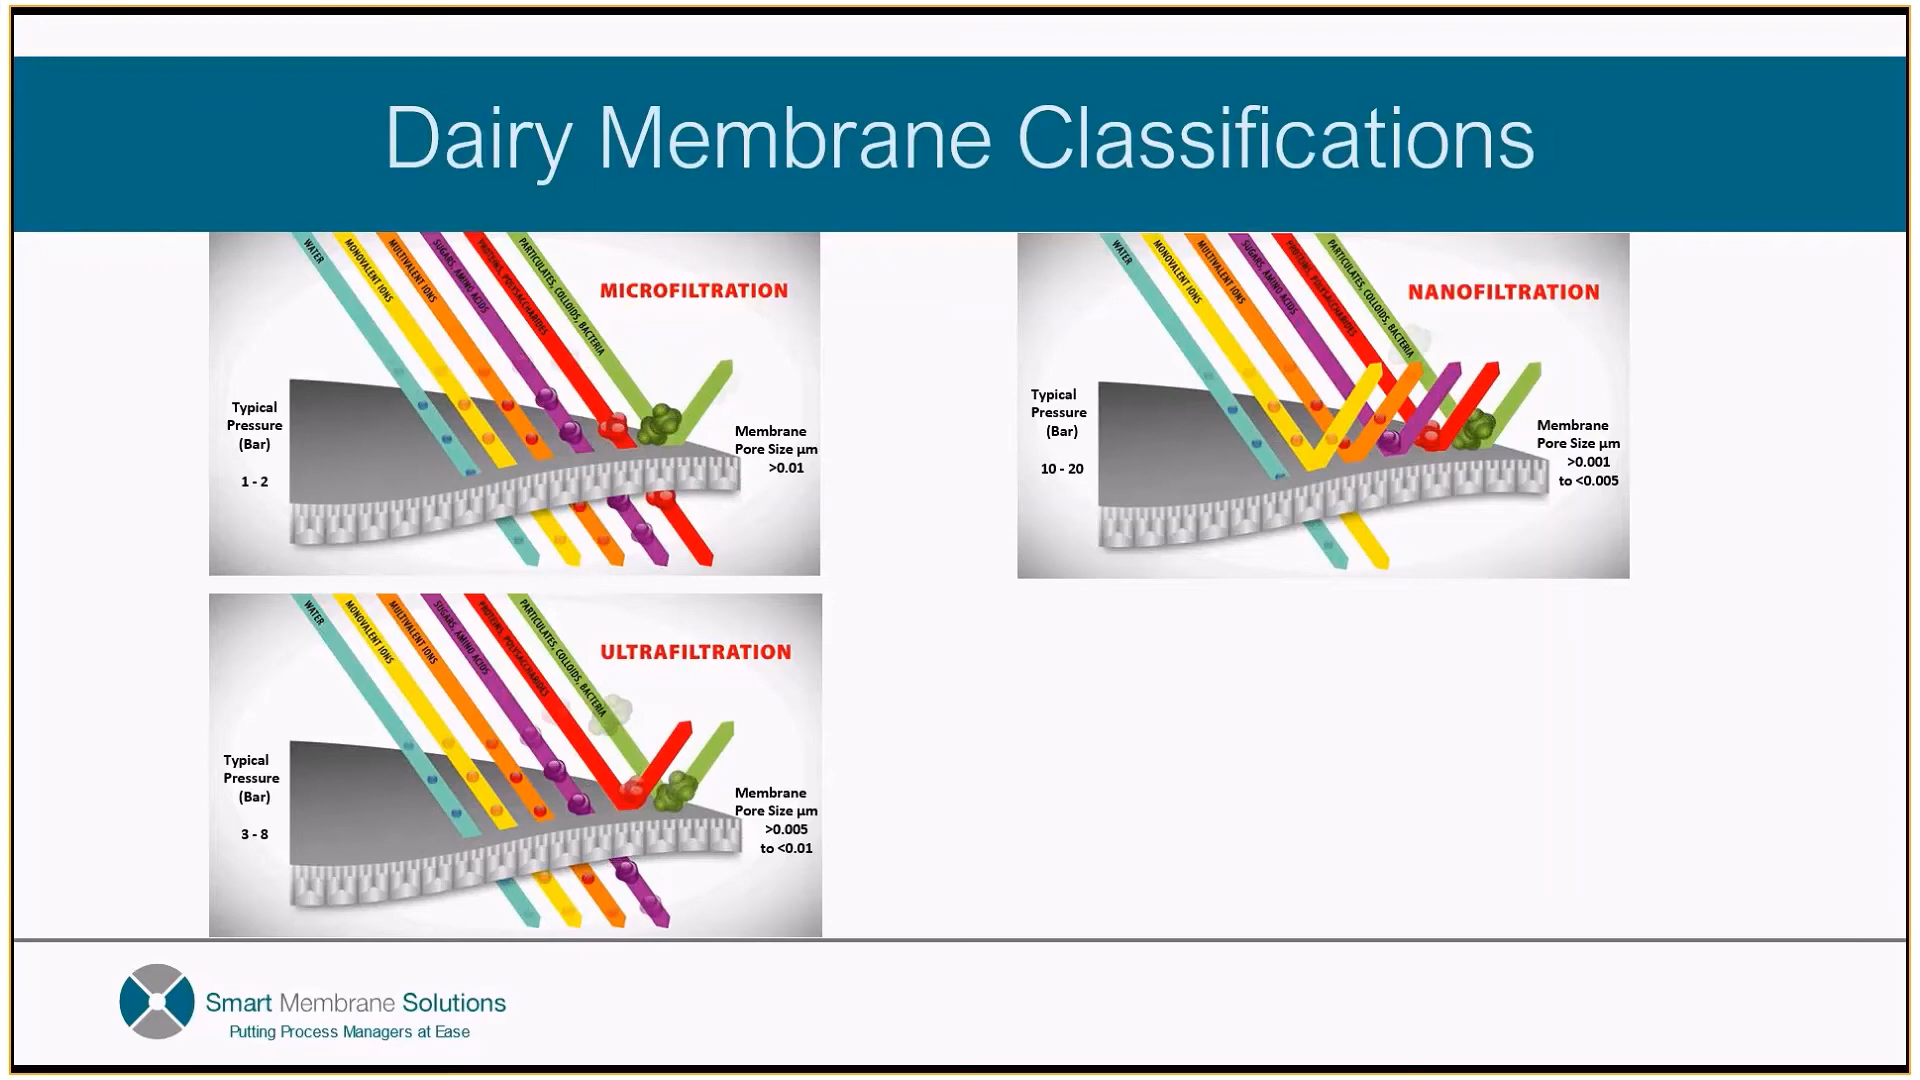 Dairy Membrane Classifications
WATER
MONOVALENT IONS
MULTIVALENT IONS
SUGARS, AMINO ACIDS
PROTEINS, POLYSACCHARIDES
PARTICULATES, COLLOIDS, BACTERIA
MICROFILTRATION
Typical
Pressure
(Bar)
1 - 2
Membrane
Pore Size µm
>0.01
WATER
MONOVALENT IONS
MULTIVALENT IONS
SUGARS, AMINO ACIDS
PROTEINS, POLYSACCHARIDES
PARTICULATES, COLLOIDS, BACTERIA
NANOFILTRATION
Typical
Pressure
(Bar)
10 - 20
Membrane
Pore Size µm
>0.001
to <0.005
WATER
MONOVALENT IONS
MULTIVALENT IONS
SUGARS, AMINO ACIDS
PROTEINS, POLYSACCHARIDES
PARTICULATES, COLLOIDS, BACTERIA
ULTRAFILTRATION
Typical
Pressure
(Bar)
3 - 8
Membrane
Pore Size µm
>0.005
to <0.01
Smart Membrane Solutions
Putting Process Managers at Ease